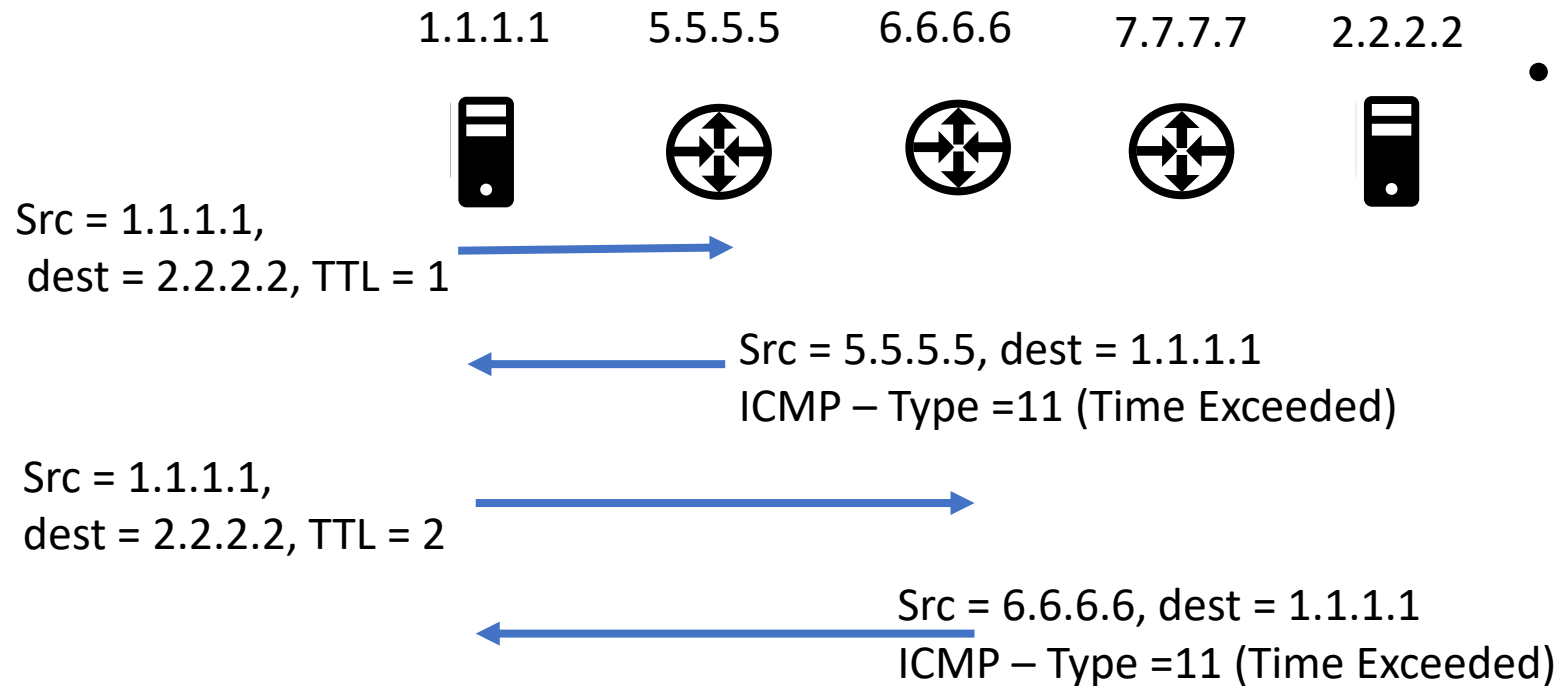 1.1.1.1 5.5.5.5 6.6.6.6 7.7.7.7 2.2.2.2
•
Src = 1.1.1.1,
dest = 2.2.2.2, TTL = 1
Src = 5.5.5.5, dest = 1.1.1.1
ICMP – Type =11 (Time Exceeded)
Src = 1.1.1.1,
dest = 2.2.2.2, TTL = 2
Src = 6.6.6.6, dest = 1.1.1.1
ICMP – Type =11 (Time Exceeded)